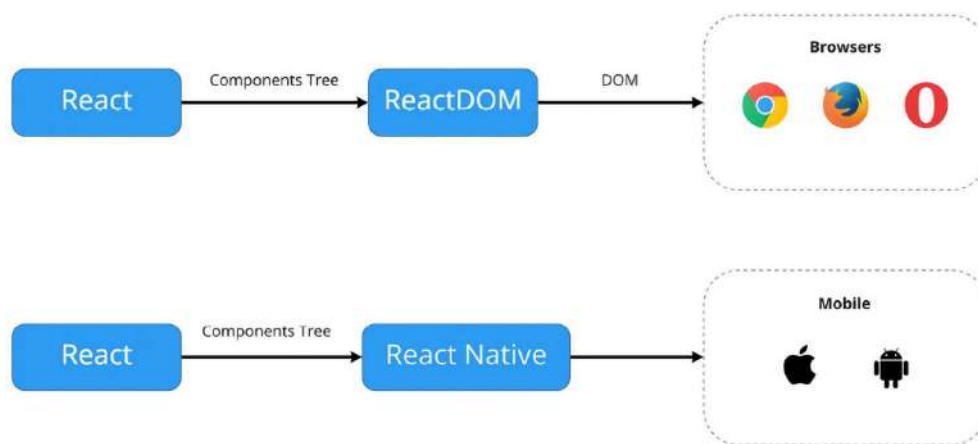 Browsers
Components Tree
DOM
React
ReactDOM
Mobile
Components Tree
React
React Native